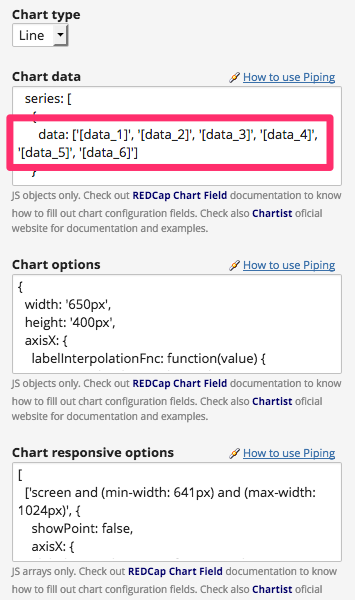 Chart type
Line
Chart data
How to use Piping
series: [
{
data: ['[data_1]', '[data_2]', '[data_3]', '[data_4]',
'[data_5]', '[data_6]']
}
JS objects only. Check out REDCap Chart Field documentation to know
how to fill out chart configuration fields. Check also Chartist oficial
website for documentation and examples.
Chart options
How to use Piping
{
width: '650px',
height: '400px',
axisX: {
labelInterpolationFnc: function(value) {
JS objects only. Check out REDCap Chart Field documentation to know
how to fill out chart configuration fields. Check also Chartist oficial
website for documentation and examples.
Chart responsive options
How to use Piping
[
['screen and (min-width: 641px) and (max-width:
1024px)', {
showPoint: false,
axisX: {
JS arrays only. Check out REDCap Chart Field documentation to know
how to fill out chart configuration fields. Check also Chartist oficial